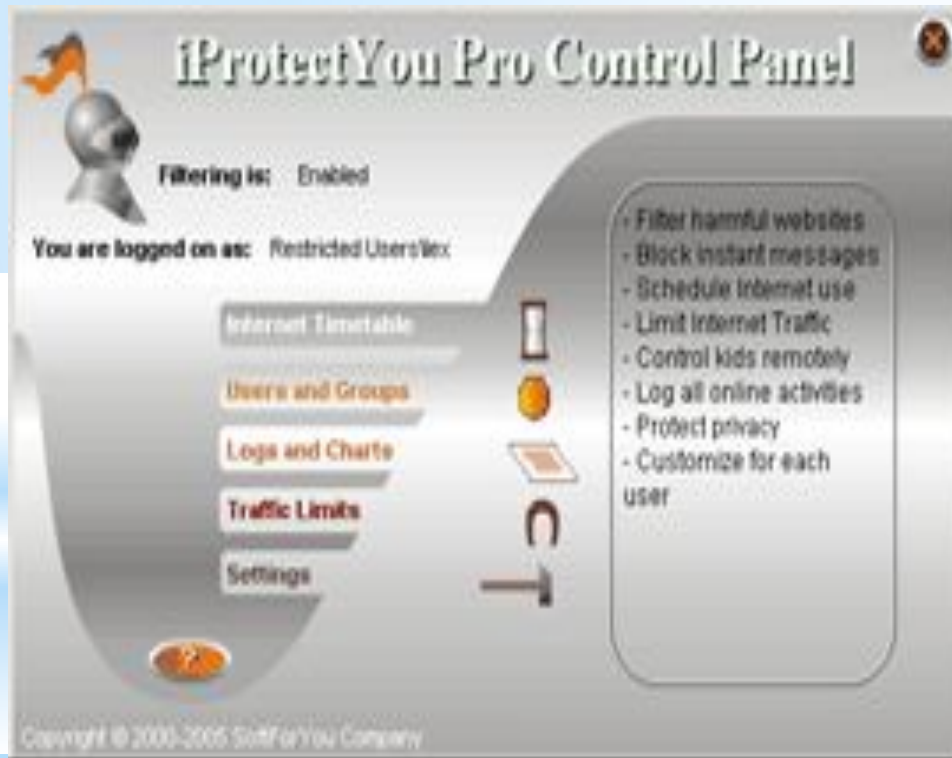 iProtectYou Pro Control Panel
Filtering is: Enabled
You are logged on as: Restricted Users\
- Filter harmful websites
- Block instant messages
- Schedule Internet use
- Limit Internet Traffic
- Control kids remotely
- Log all online activities
- Protect privacy
- Customize for each
user
Internet Timetable
Users and Groups
Logs and Charts
Traffic Limits
Settings
?
Copyright © 2000-2005 SoftForYou Company